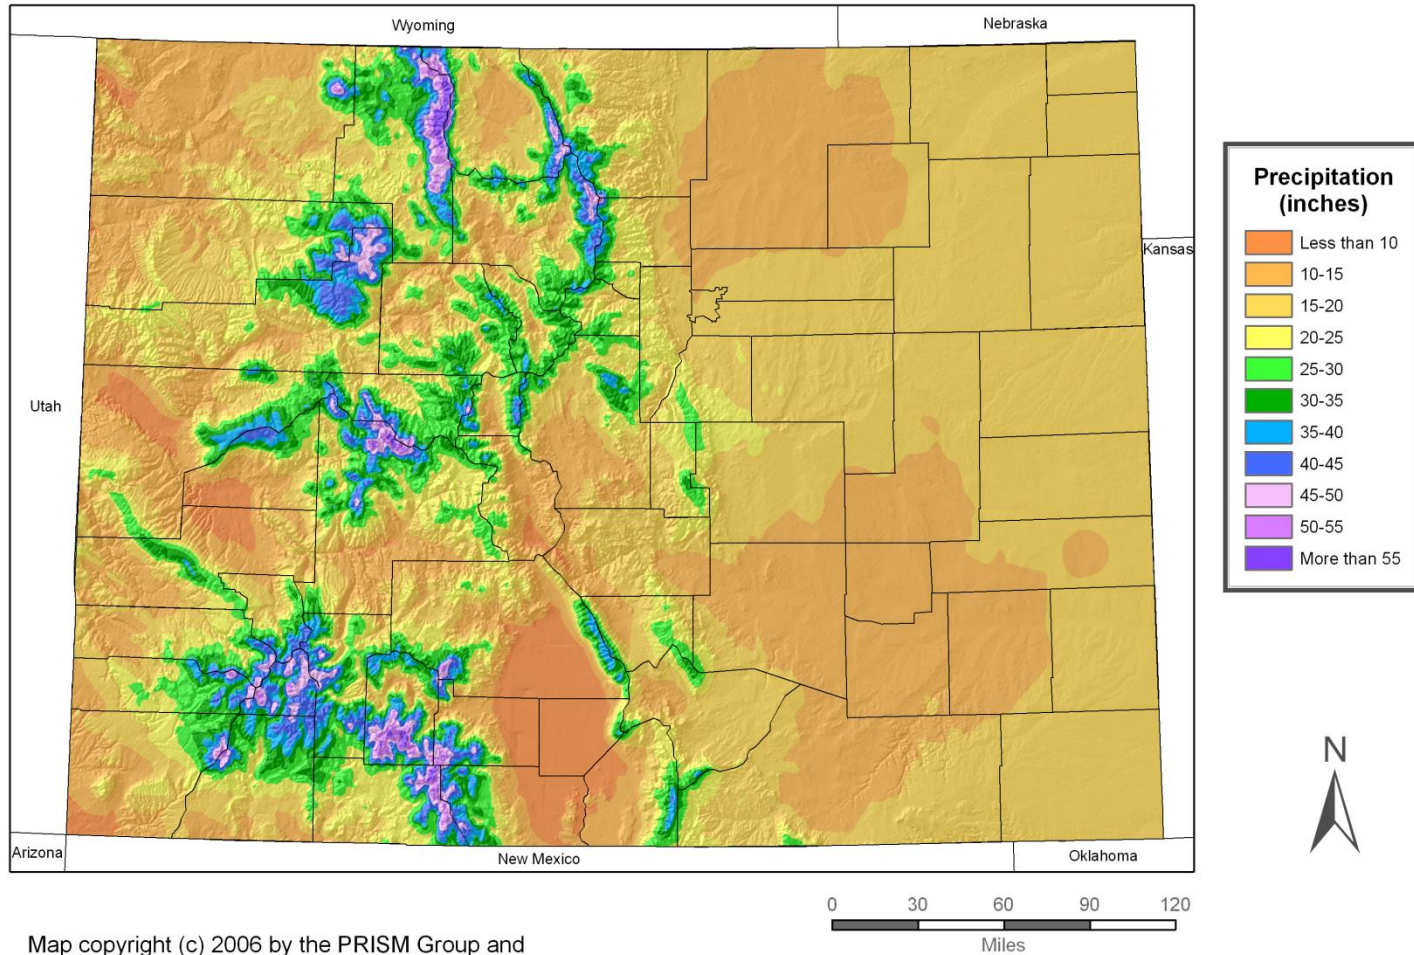 Wyoming
Nebraska
Precipitation
(inches)
Less than 10
10-15
15-20
20-25
25-30
30-35
35-40
40-45
45-50
50-55
More than 55
Kansas
Utah
N
Arizona
New Mexico
Oklahoma
0 30 60 90 120
Miles
Map copyright (c) 2006 by the PRISM Group and